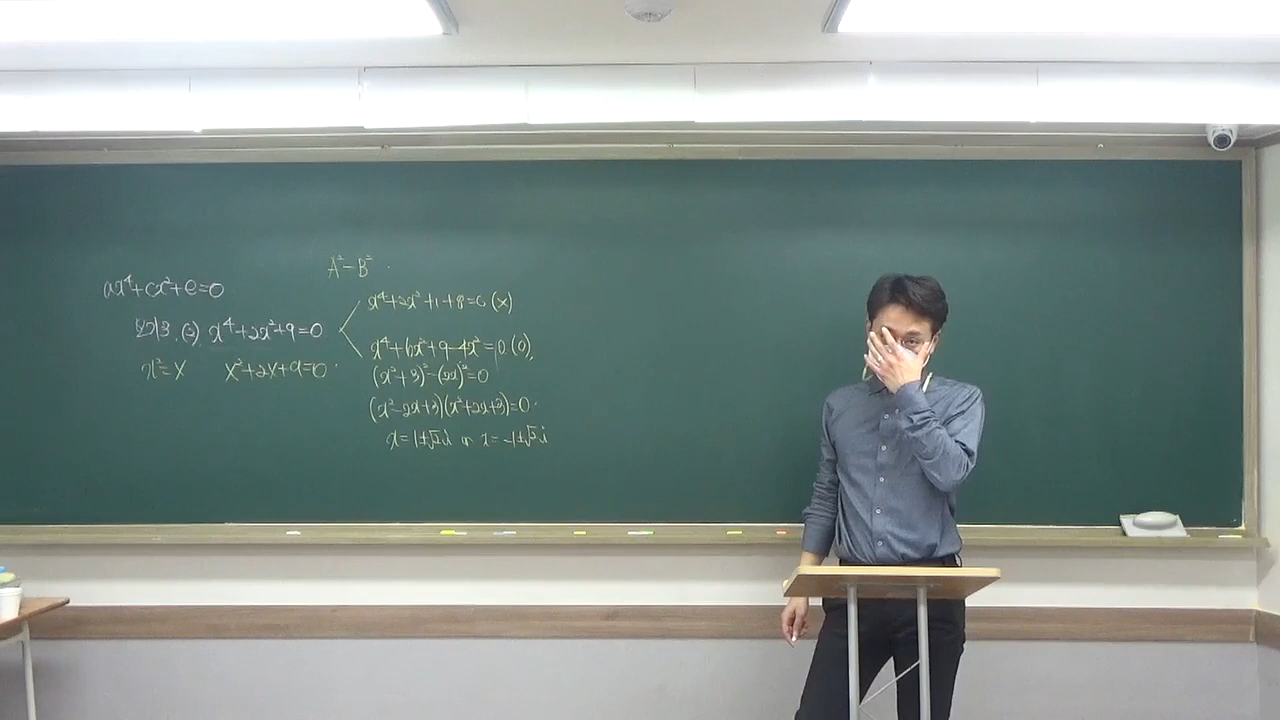 ax⁴+cx²+e=0
예제3. (2) x⁴+2x²+9=0
x²=X    X²+2X+9=0.
A²-B².
x⁴+2x²+1+8=0 (x)
x⁴+6x²+9-4x²=0.(0),
(x²+3)²-(2x)²=0
(x²-2x+3)(x²+2x+3)=0.
x=1±√2i or x=-1±√2i